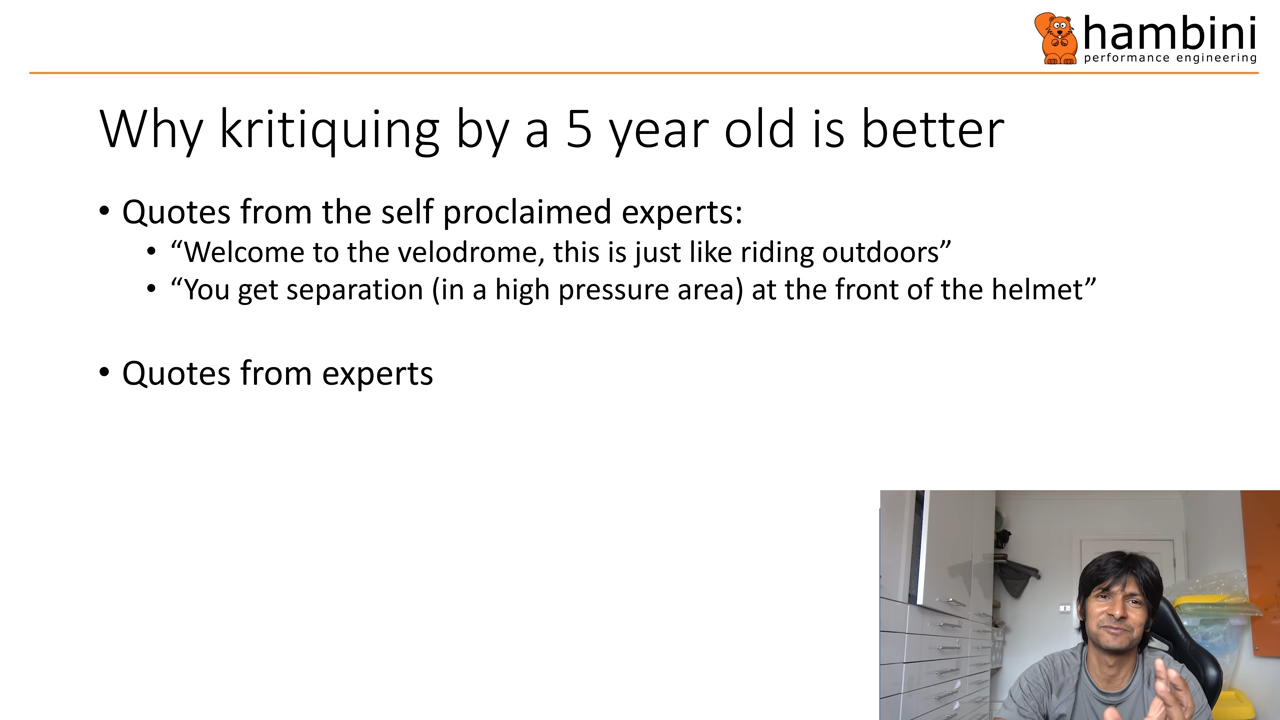 hambini
performance engineering
Why kritiquing by a 5 year old is better
• Quotes from the self proclaimed experts:
• “Welcome to the velodrome, this is just like riding outdoors”
• “You get separation (in a high pressure area) at the front of the helmet”
• Quotes from experts